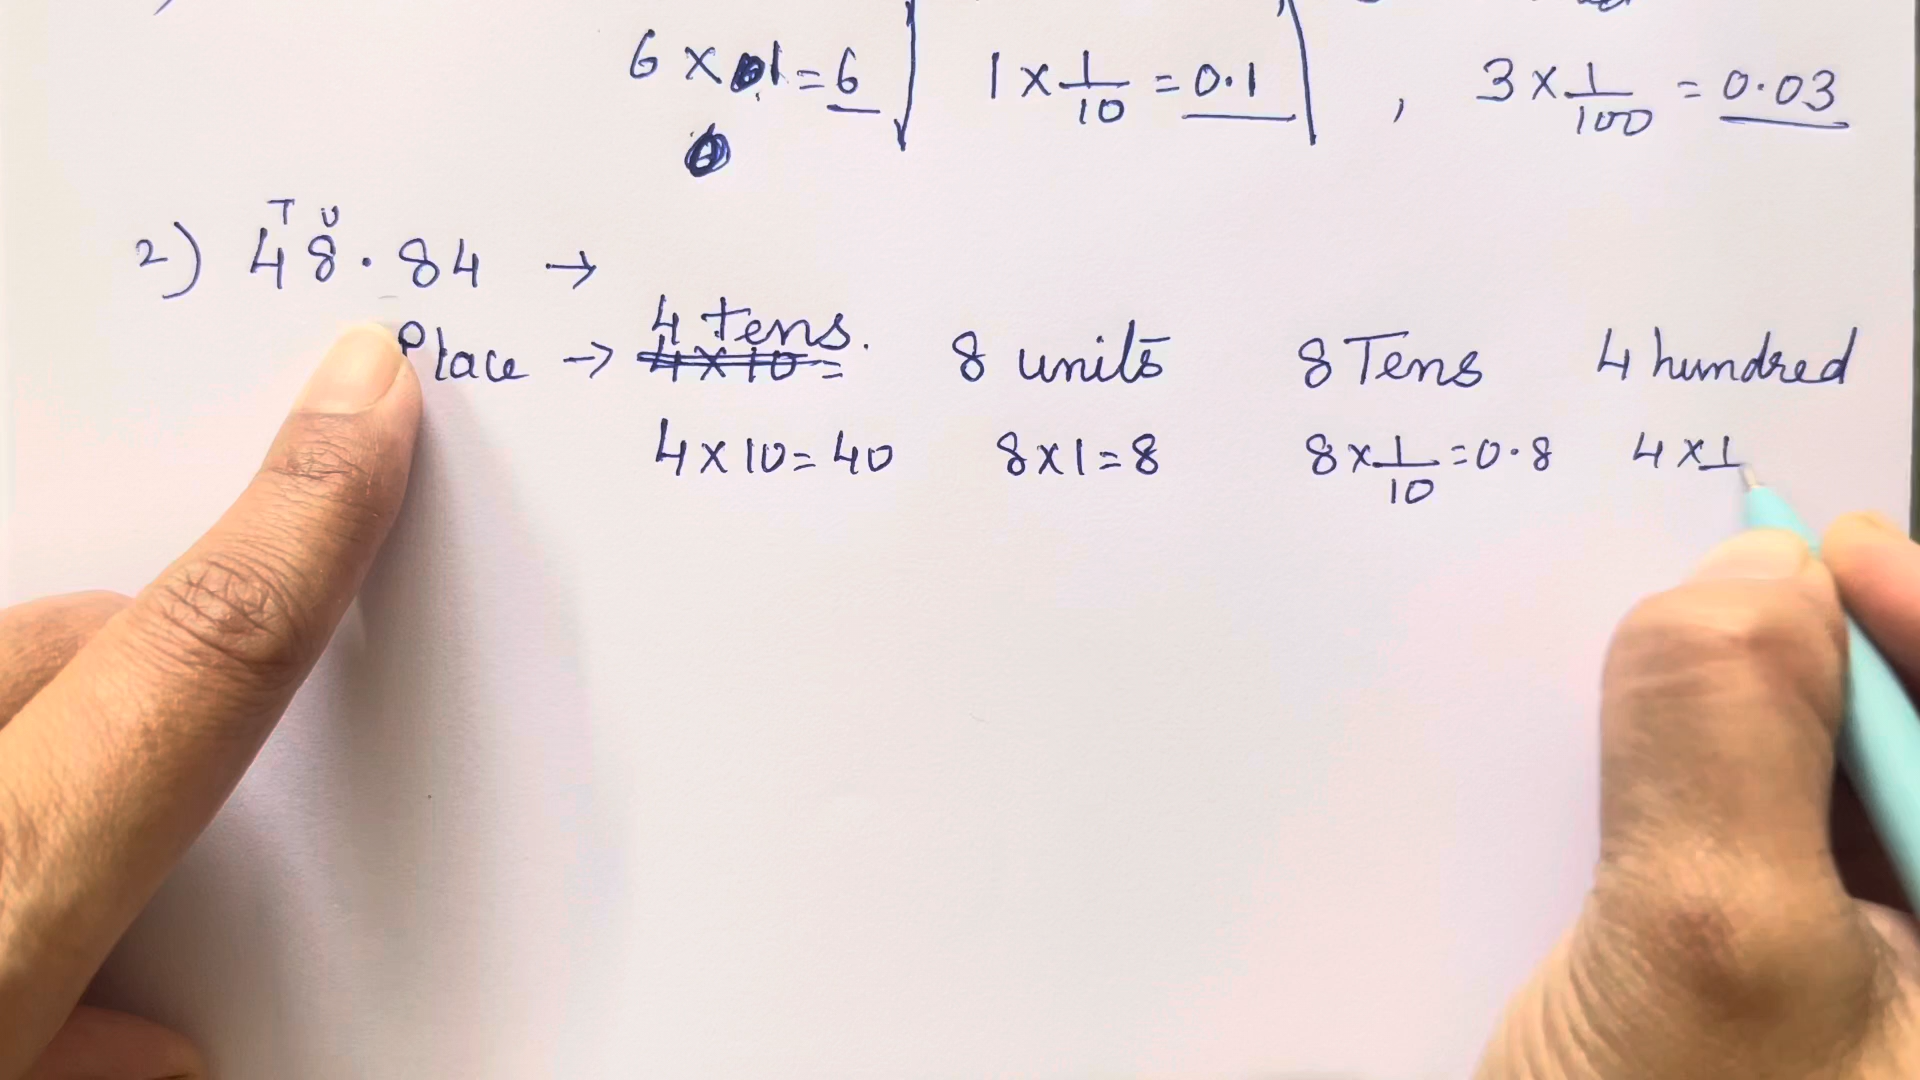 6 × 1 = 6 1 × 1/10 = 0.1 , 3 × 1/100 = 0.03
T U
2) 48.84 →
4 tens.
Place → 4 × 10 = 8 units 8 Tens 4 hundred
4 × 10 = 40 8 × 1 = 8 8 × 1/10 = 0.8 4 × 1